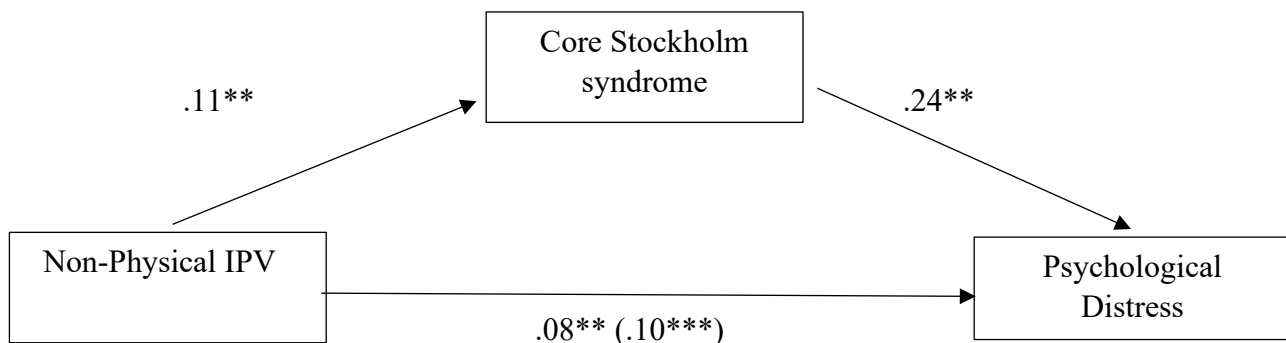 Core Stockholm
syndrome
.11**
.24**
Non-Physical IPV
Psychological
Distress
.08** (.10***)